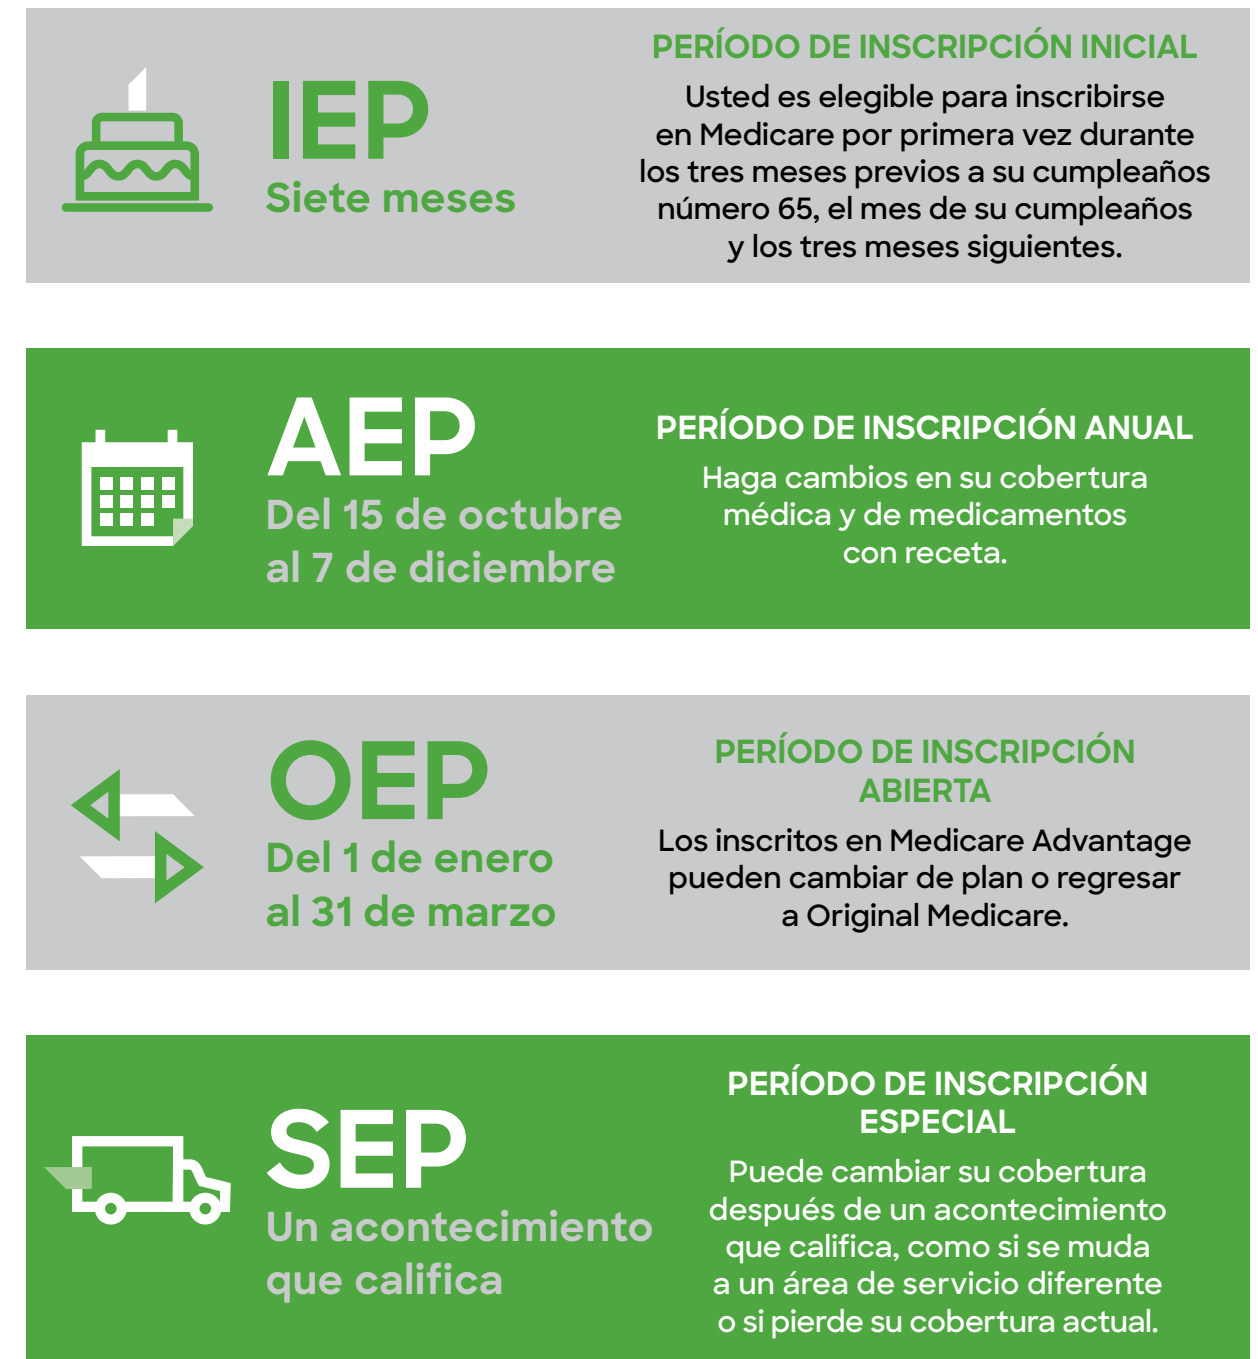 IEP
Siete meses
PERÍODO DE INSCRIPCIÓN INICIAL
Usted es elegible para inscribirse
en Medicare por primera vez durante
los tres meses previos a su cumpleaños
número 65, el mes de su cumpleaños
y los tres meses siguientes.
AEP
Del 15 de octubre
al 7 de diciembre
PERÍODO DE INSCRIPCIÓN ANUAL
Haga cambios en su cobertura
médica y de medicamentos
con receta.
OEP
Del 1 de enero
al 31 de marzo
PERÍODO DE INSCRIPCIÓN
ABIERTA
Los inscritos en Medicare Advantage
pueden cambiar de plan o regresar
a Original Medicare.
SEP
Un acontecimiento
que califica
PERÍODO DE INSCRIPCIÓN
ESPECIAL
Puede cambiar su cobertura
después de un acontecimiento
que califica, como si se muda
a un área de servicio diferente
o si pierde su cobertura actual.